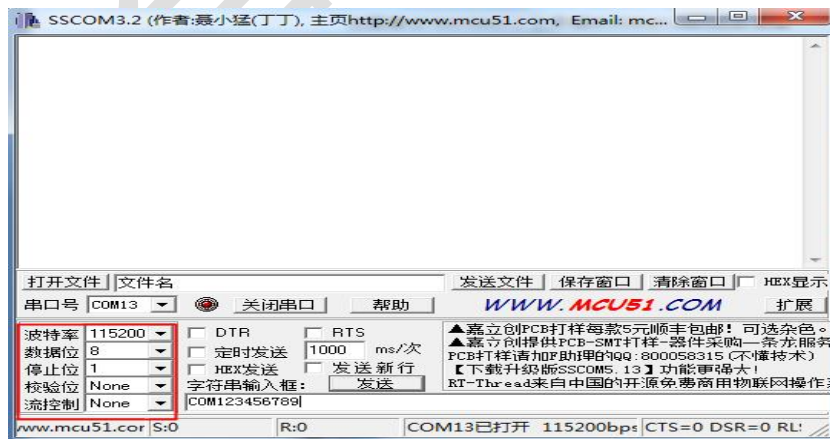 SSCOM3.2 (作者:聂小猛(丁丁), 主页http://www.mcu51.com, Email: mc...
打开文件 文件名 发送文件 保存窗口 清除窗口 HEX显示
串口号 COM13 关闭串口 帮助 WWW.MCU51.COM 扩展
波特率 115200 DTR RTS
数据位 8 定时发送 1000 ms/次
停止位 1 HEX发送 发送新行
校验位 None 字符串输入框: 发送
流控制 None COM123456789
▲嘉立创PCB打样每款5元顺丰包邮！可选杂色。
▲嘉立创提供PCB-SMT打样-器件采购—条龙服务
PCB打样请加QQ:800058315(不懂技术)
【下载升级版SSCOM5.13】功能更强大!
RT-Thread来自中国的开源免费商用物联网操作
www.mcu51.cor S:0 R:0 COM13已打开 115200bps CTS=0 DSR=0 RL: